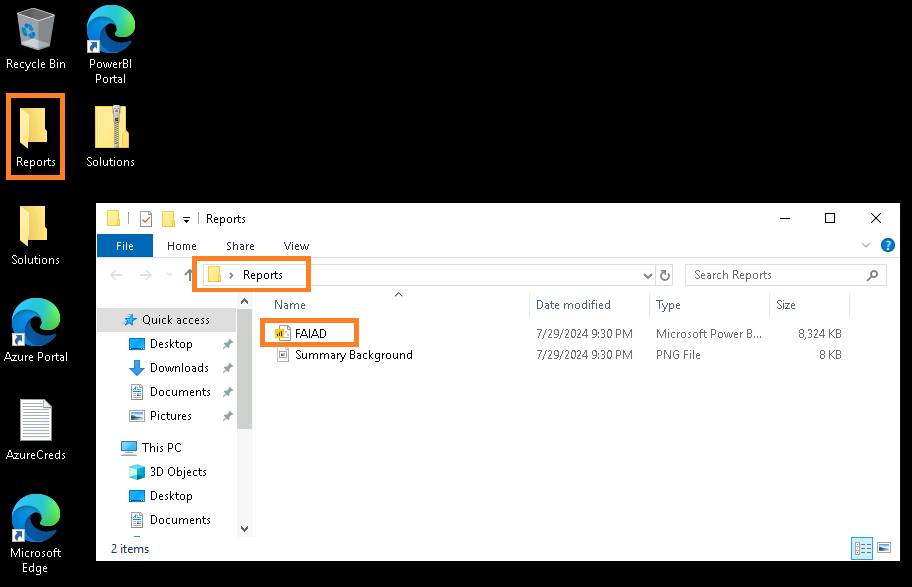 Recycle Bin
PowerBI
Portal
Reports
Solutions
Solutions
Azure Portal
AzureCreds
Microsoft
Edge
Reports
File Home Share View
?
Reports
Search Reports
Name Date modified Type Size
FAIAD 7/29/2024 9:30 PM Microsoft Power B... 8,324 KB
Summary Background 7/29/2024 9:30 PM PNG File 8 KB
Quick access
Desktop
Downloads
Documents
Pictures
This PC
3D Objects
Desktop
Documents
2 items